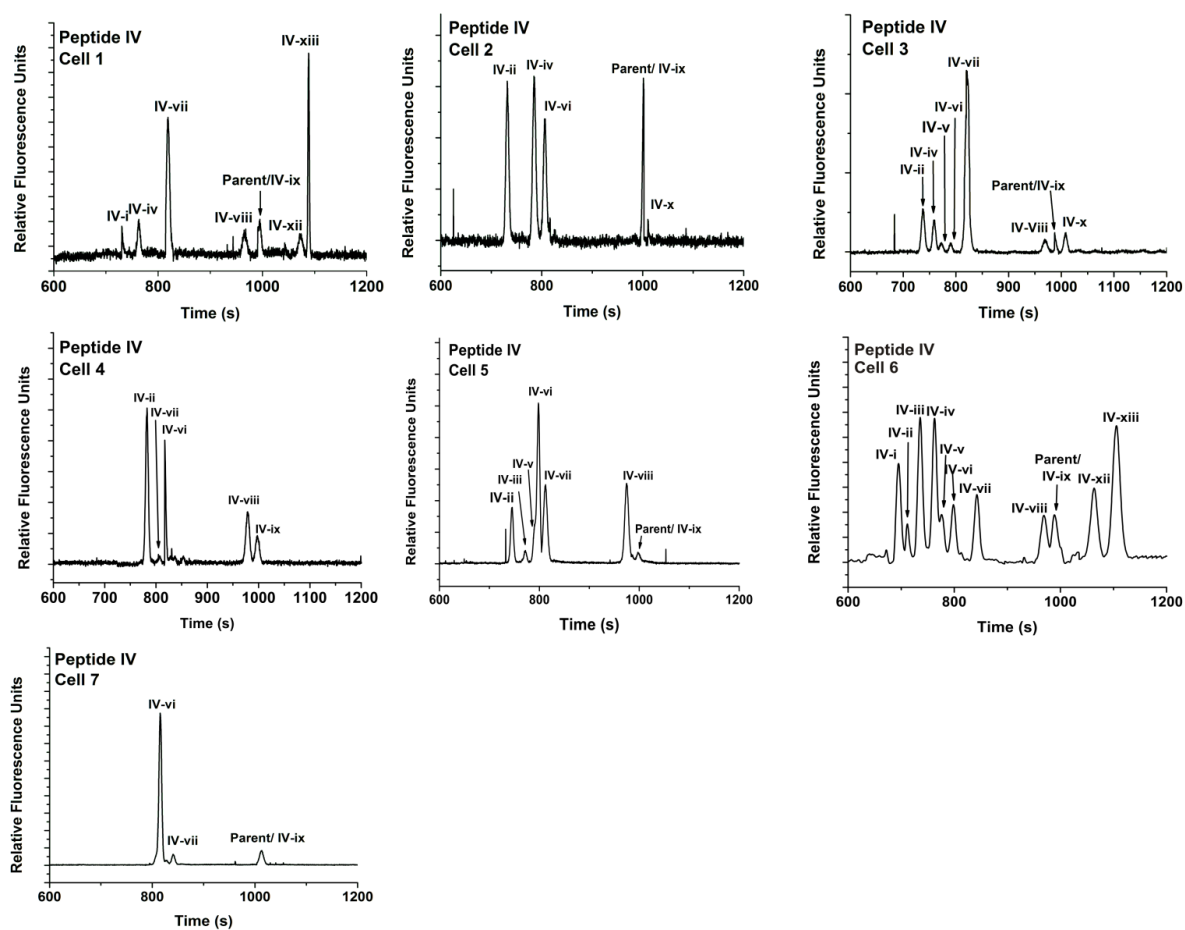 Peptide IV
Cell 1
IV-xiii
IV-vii
Parent/IV-ix
IV-i
IV-iv
IV-viii
IV-xii
Relative Fluorescence Units
600 800 1000 1200
Time (s)
Peptide IV
Cell 2
IV-ii
IV-iv
Parent/ IV-ix
IV-vi
IV-x
Relative Fluorescence Units
600 800 1000 1200
Time (s)
Peptide IV
Cell 3
IV-vii
IV-vi
IV-v
IV-iv
IV-ii
Parent/IV-ix
IV-Viii
IV-x
Relative Fluorescence Units
600 700 800 900 1000 1100 1200
Time (s)
Peptide IV
Cell 4
IV-ii
IV-vii
IV-vi
IV-viii
IV-ix
Relative Fluorescence Units
600 700 800 900 1000 1100 1200
Time (s)
Peptide IV
Cell 5
IV-vi
IV-v
IV-iii
IV-vii
IV-viii
IV-ii
Parent/ IV-ix
Relative Fluorescence Units
600 800 1000 1200
Time (s)
Peptide IV
Cell 6
IV-iii
IV-iv
IV-xiii
IV-ii
IV-i
IV-v
Parent/
IV-vi
IV-ix
IV-xii
IV-vii
IV-viii
Relative Fluorescence Units
600 800 1000 1200
Time (s)
Peptide IV
Cell 7
IV-vi
IV-vii
Parent/ IV-ix
Relative Fluorescence Units
600 800 1000 1200
Time (s)